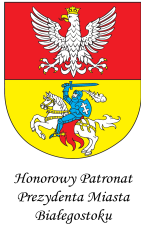 Honorowy Patronat
Prezydenta Miasta
Białegostoku